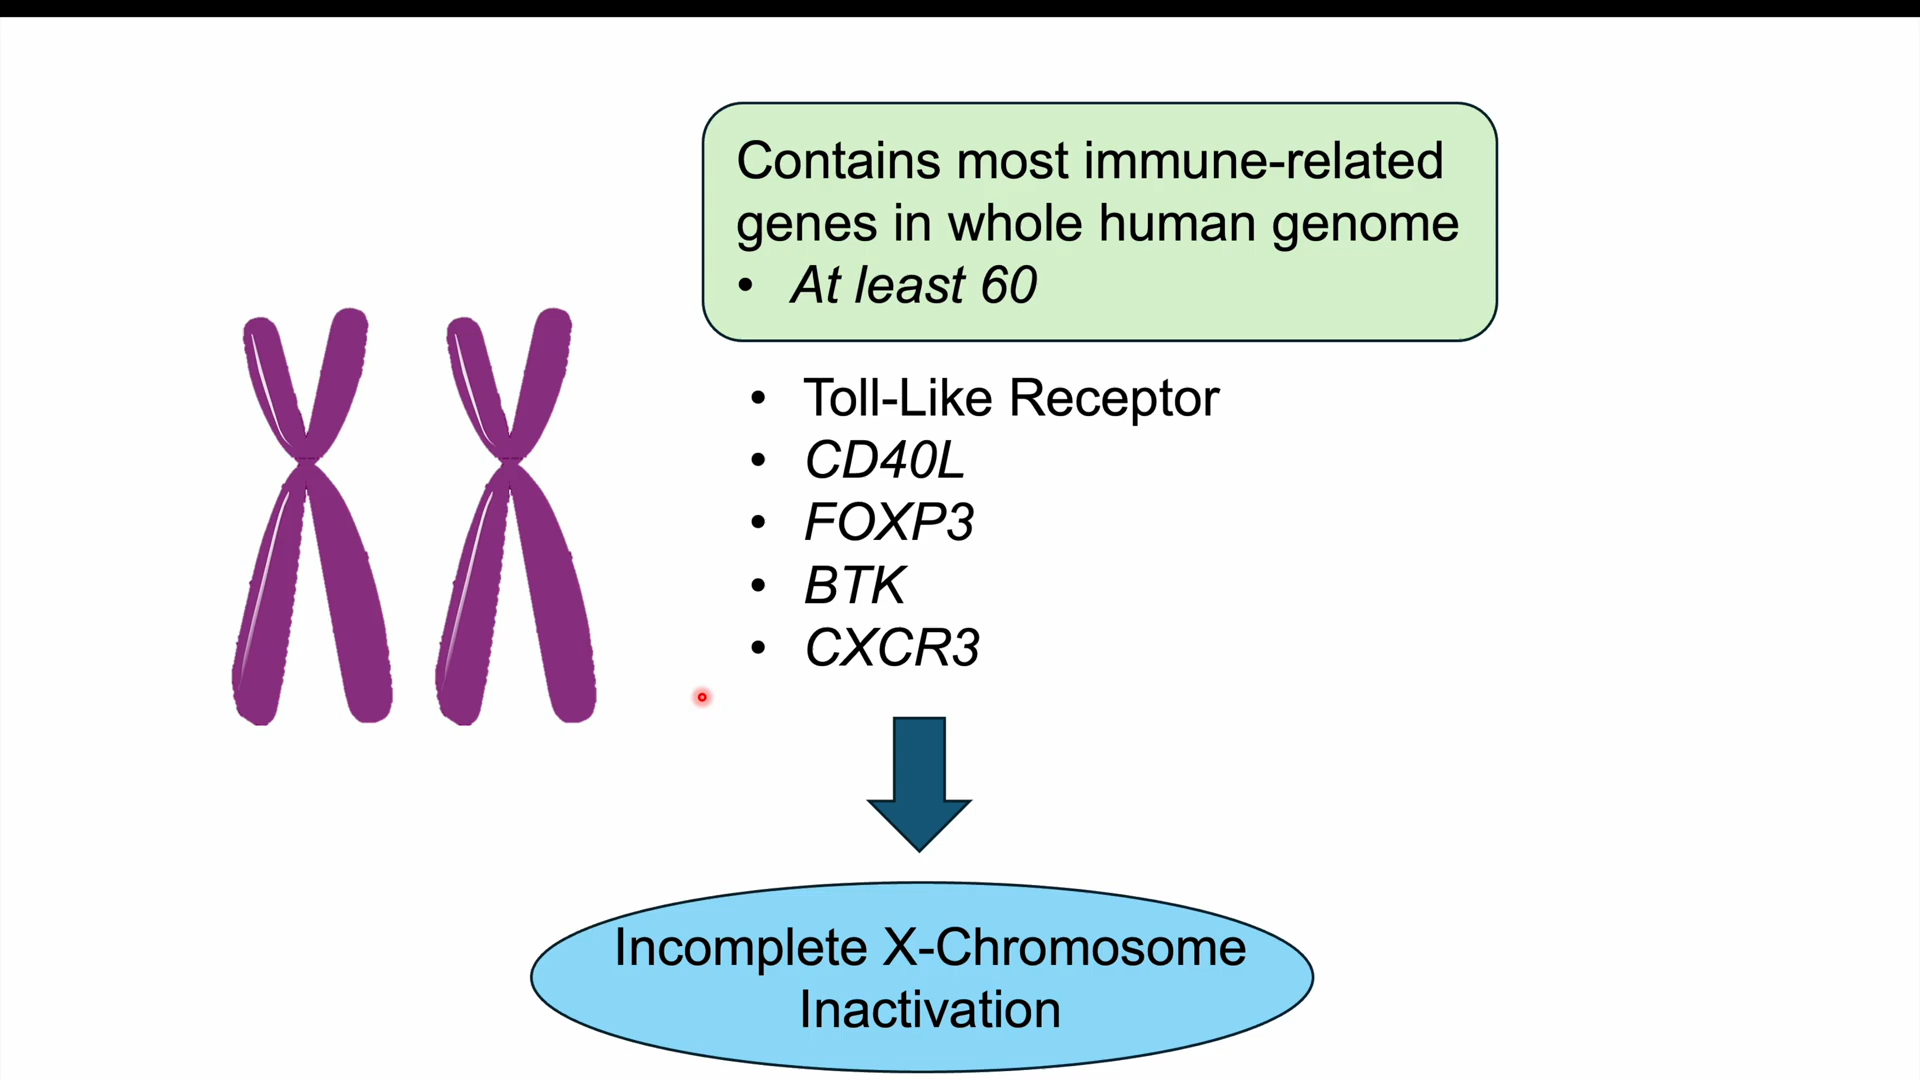 Contains most immune-related
genes in whole human genome
• At least 60
• Toll-Like Receptor
• CD40L
• FOXP3
• BTK
• CXCR3
Incomplete X-Chromosome
Inactivation